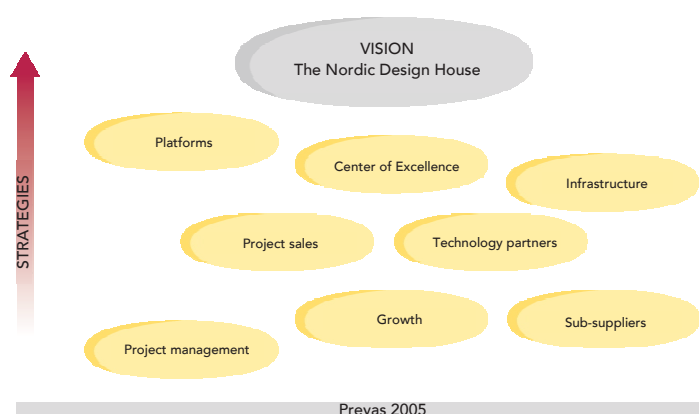 VISION
The Nordic Design House
Platforms
Center of Excellence
Infrastructure
STRATEGIES
Project sales
Technology partners
Growth
Sub-suppliers
Project management
Prevas 2005